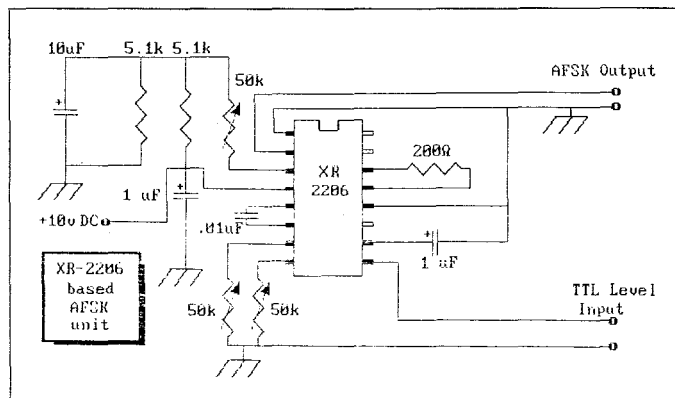 10uF 5.1k 5.1k
50k
AFSK Output
XR
2206
200Ω
1 uF
+10v DC
.01uF
1 uF
XR-2206
based
AFSK
unit
50k 50k
TTL Level
Input